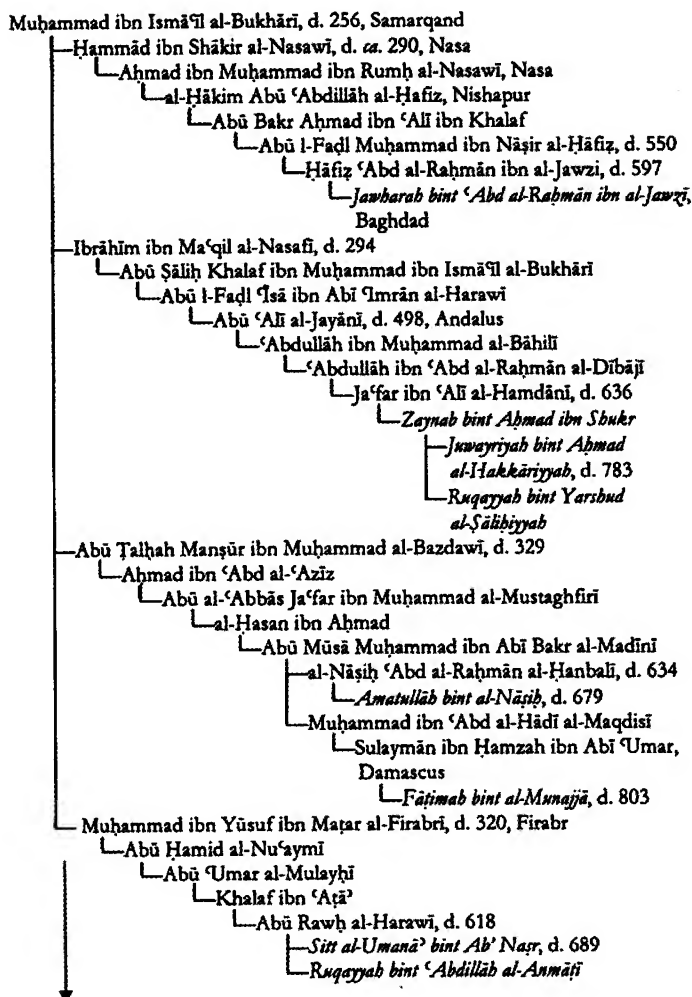 Muḥammad ibn Ismāʿīl al-Bukhārī, d. 256, Samarqand
Ḥammād ibn Shākir al-Nasawī, d. ca. 290, Nasa
Aḥmad ibn Muḥammad ibn Rumḥ al-Nasawī, Nasa
al-Ḥākim Abū ʿAbdillāh al-Ḥafiẓ, Nishapur
Abū Bakr Aḥmad ibn ʿAlī ibn Khalaf
Abū l-Faḍl Muḥammad ibn Nāṣir al-Ḥāfiẓ, d. 550
Ḥāfiẓ ʿAbd al-Raḥmān ibn al-Jawzi, d. 597
Jawharah bint ʿAbd al-Raḥmān ibn al-Jawzī,
Baghdad
Ibrāhīm ibn Maʿqil al-Nasafī, d. 294
Abū Ṣāliḥ Khalaf ibn Muḥammad ibn Ismāʿīl al-Bukhārī
Abū l-Faḍl ʿĪsā ibn Abī ʿImrān al-Harawī
Abū ʿAlī al-Jayānī, d. 498, Andalus
ʿAbdullāh ibn Muḥammad al-Bāhilī
ʿAbdullāh ibn ʿAbd al-Raḥmān al-Dībājī
Jaʿfar ibn ʿAlī al-Hamdānī, d. 636
Zaynab bint Aḥmad ibn Shukr
Juwayriyah bint Aḥmad
al-Hakkāriyyah, d. 783
Ruqayyah bint Yarshud
al-Ṣāliḥiyyah
Abū Ṭalḥah Manṣūr ibn Muḥammad al-Bazdawī, d. 329
Aḥmad ibn ʿAbd al-ʿAzīz
Abū al-ʿAbbās Jaʿfar ibn Muḥammad al-Mustaghfirī
al-Ḥasan ibn Aḥmad
Abū Mūsā Muḥammad ibn Abī Bakr al-Madīnī
al-Nāṣiḥ ʿAbd al-Raḥmān al-Ḥanbalī, d. 634
Amatullāh bint al-Nāṣiḥ, d. 679
Muḥammad ibn ʿAbd al-Hādī al-Maqdisī
Sulaymān ibn Ḥamzah ibn Abī ʿUmar,
Damascus
Fāṭimah bint al-Munajjā, d. 803
Muḥammad ibn Yūsuf ibn Maṭar al-Firabrī, d. 320, Firabr
Abū Ḥamid al-Nuʿaymī
Abū ʿUmar al-Mulayḥī
Khalaf ibn ʿAṭāʾ
Abū Rawḥ al-Harawī, d. 618
Sitt al-Umanāʾ bint Ab' Naṣr, d. 689
Ruqayyah bint ʿAbdillāh al-Anmāṭī